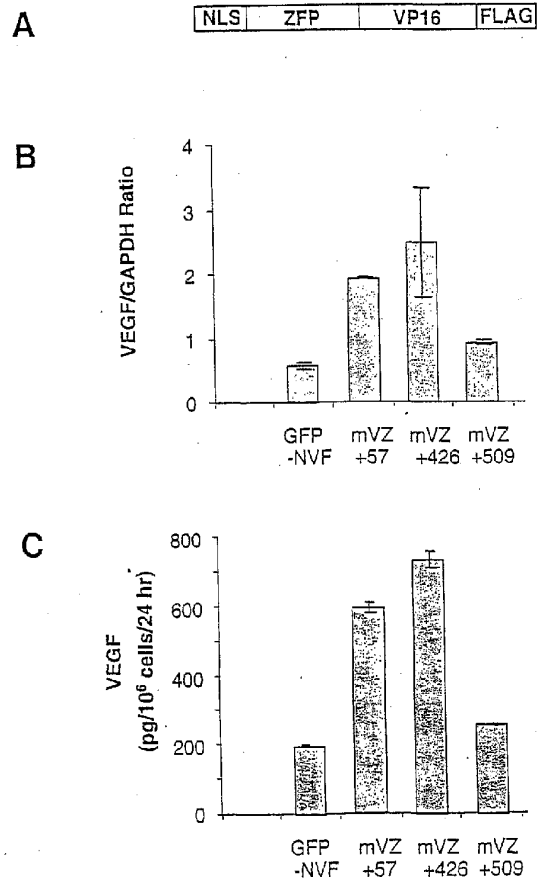 A
NLS ZFP VP16 FLAG
B
VEGF/GAPDH Ratio
4
3
2
1
0
GFP mVZ mVZ mVZ
-NVF +57 +426 +509
C
VEGF
(pg/10⁶ cells/24 hr)
800
600
400
200
0
GFP mVZ mVZ mVZ
-NVF +57 +426 +509